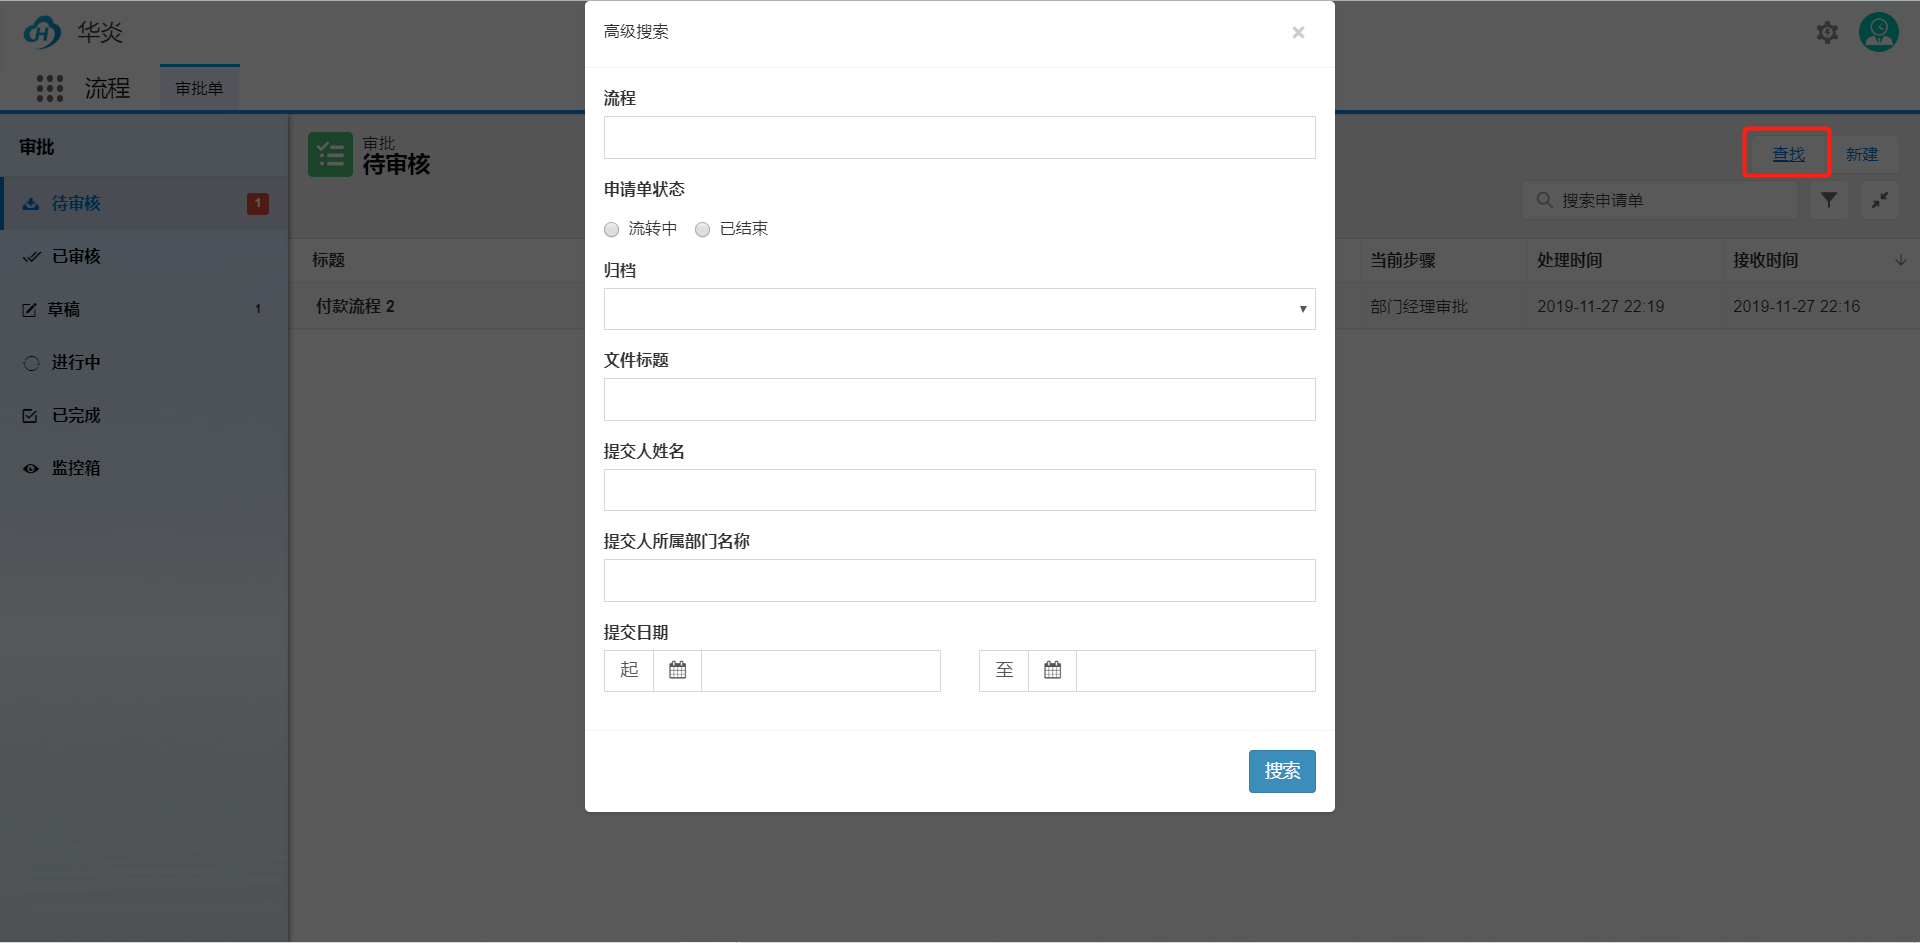 华炎
流程
审批单
审批
待审核
1
已审核
草稿
1
进行中
已完成
监控箱
审批
待审核
查找
新建
搜索申请单
标题
当前步骤
处理时间
接收时间
付款流程 2
部门经理审批
2019-11-27 22:19
2019-11-27 22:16
高级搜索
×
流程
申请单状态
流转中
已结束
归档
文件标题
提交人姓名
提交人所属部门名称
提交日期
起
至
搜索